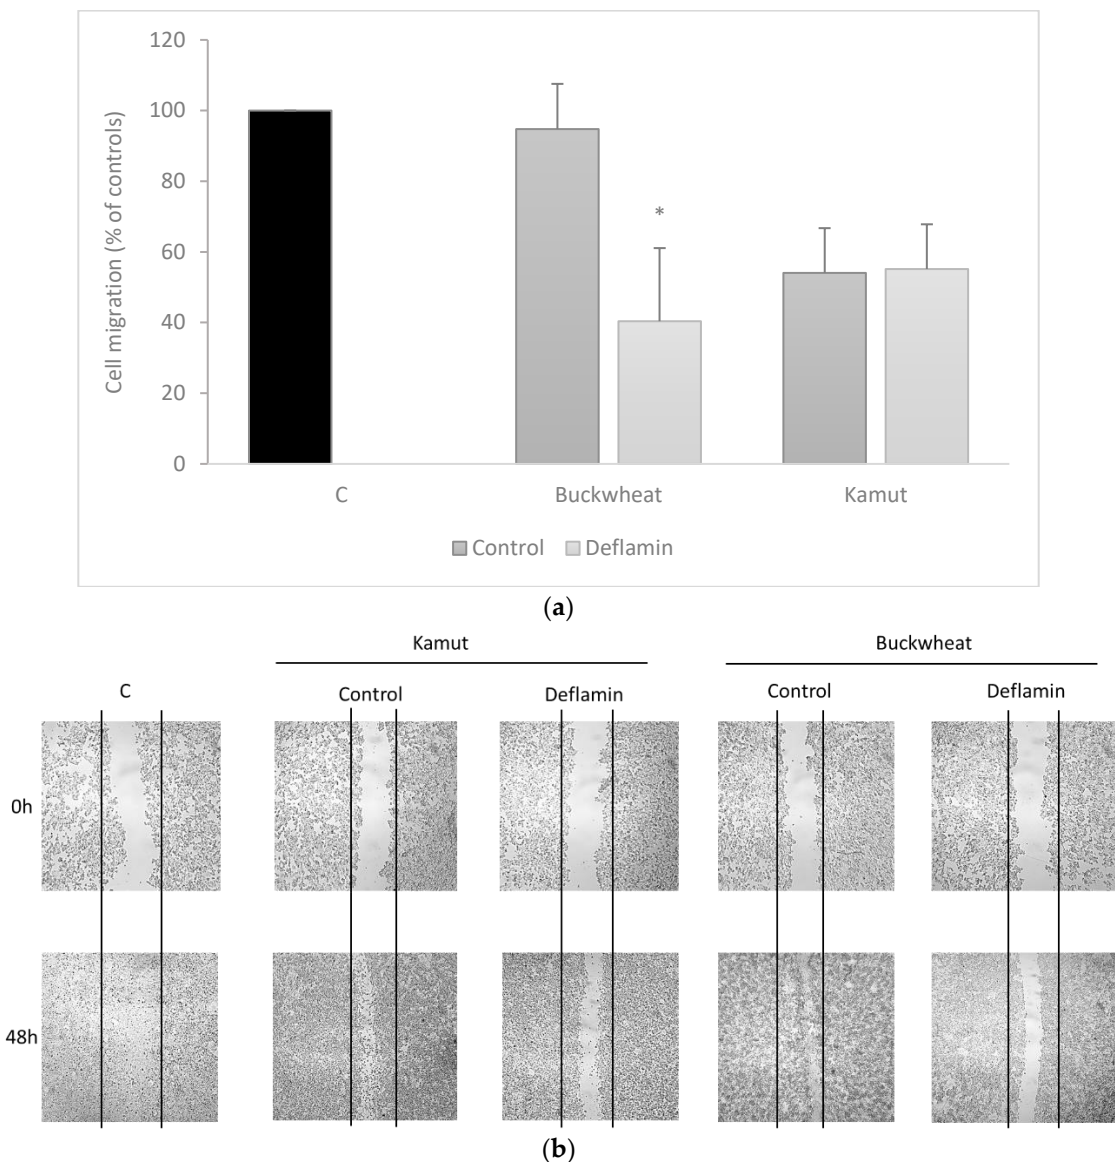 120
100
80
60
40
20
0
Cell migration (% of controls)
*
C Buckwheat Kamut
Control Deflamin
(a)
Kamut Buckwheat
C Control Deflamin Control Deflamin
0h
48h
(b)